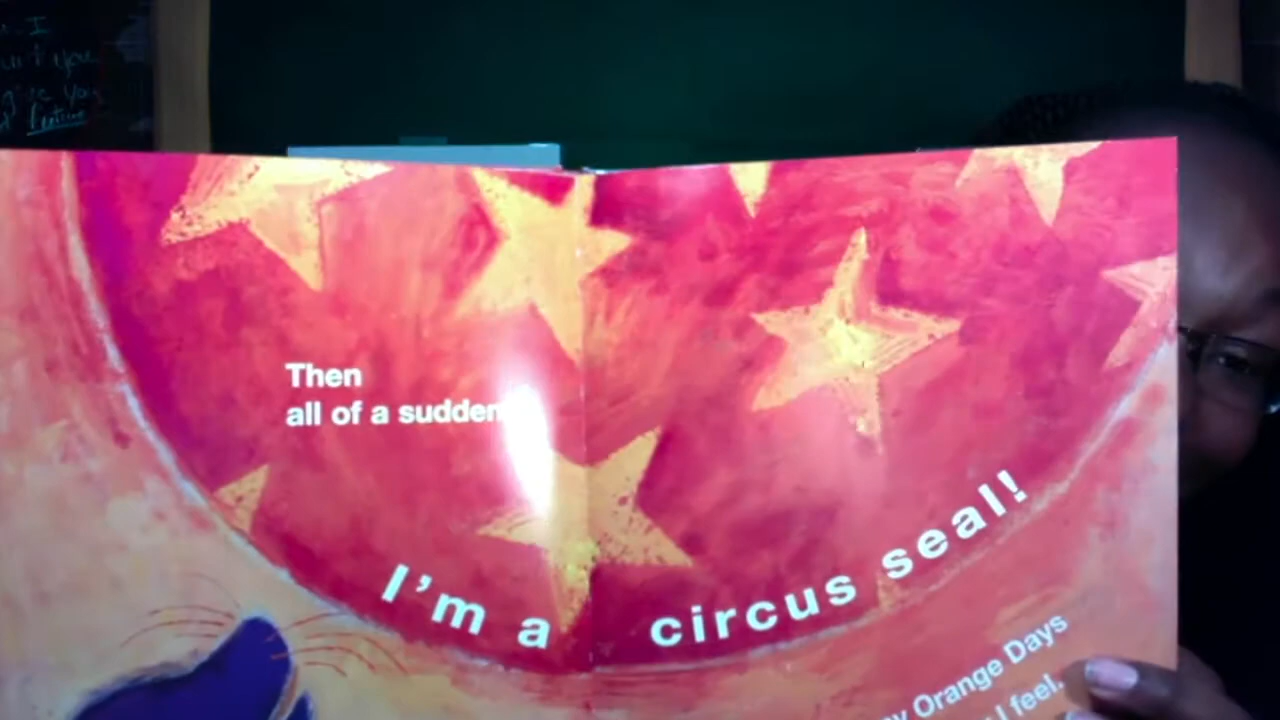 Then
all of a sudden
I'm a circus seal!
Orange Days
I feel.